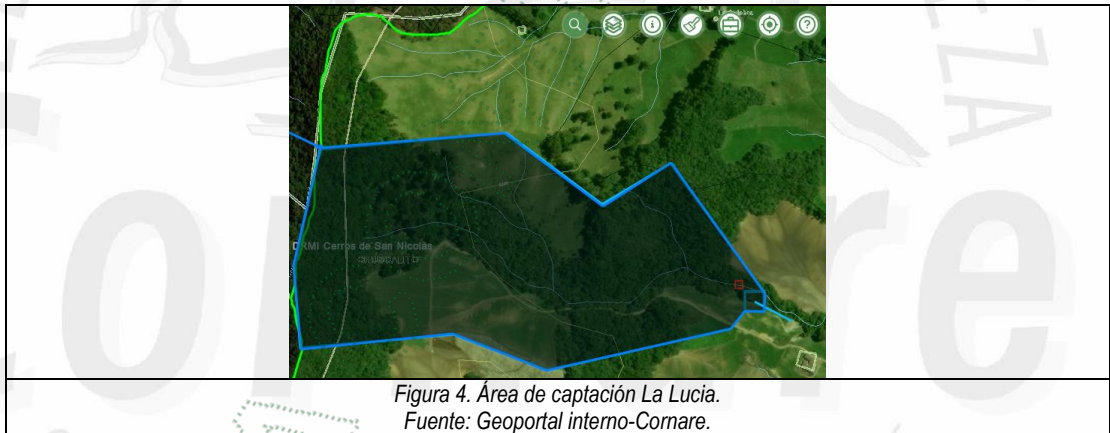 DRMI Cerros de San Nicolás
Figura 4. Área de captación La Lucia.
Fuente: Geoportal interno-Cornare.